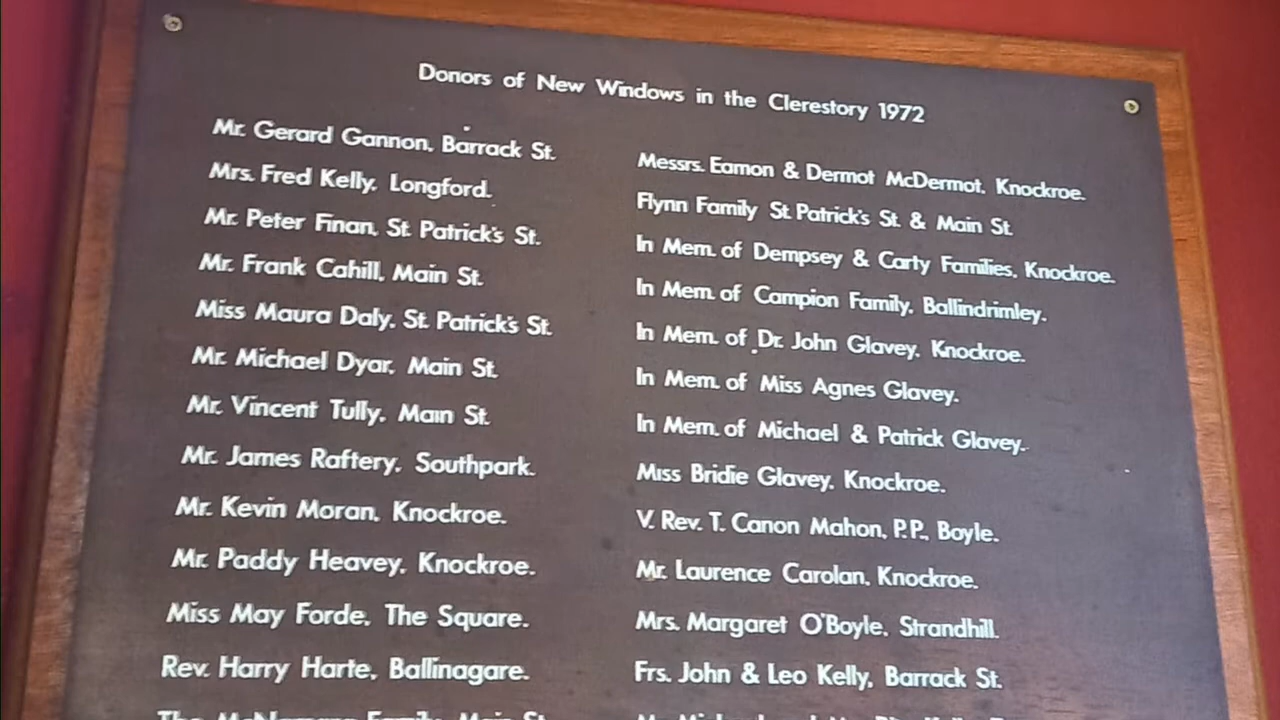 Donors of New Windows in the Clerestory 1972
Mr. Gerard Gannon, Barrack St.
Mrs. Fred Kelly, Longford.
Mr. Peter Finan, St. Patrick's St.
Mr. Frank Cahill, Main St.
Miss Maura Daly, St. Patrick's St.
Mr. Michael Dyar, Main St.
Mr. Vincent Tully, Main St.
Mr. James Raftery, Southpark.
Mr. Kevin Moran, Knockroe.
Mr. Paddy Heavey, Knockroe.
Miss May Forde, The Square.
Rev. Harry Harte, Ballinagare.
The McNamara Family, Main St.
Messrs. Eamon & Dermot McDermot, Knockroe.
Flynn Family St. Patrick's St. & Main St.
In Mem. of Dempsey & Carty Families, Knockroe.
In Mem. of Campion Family, Ballindrimley.
In Mem. of Dr. John Glavey, Knockroe.
In Mem. of Miss Agnes Glavey.
In Mem. of Michael & Patrick Glavey.
Miss Bridie Glavey, Knockroe.
V. Rev. T. Canon Mahon, P.P., Boyle.
Mr. Laurence Carolan, Knockroe.
Mrs. Margaret O'Boyle, Strandhill.
Frs. John & Leo Kelly, Barrack St.